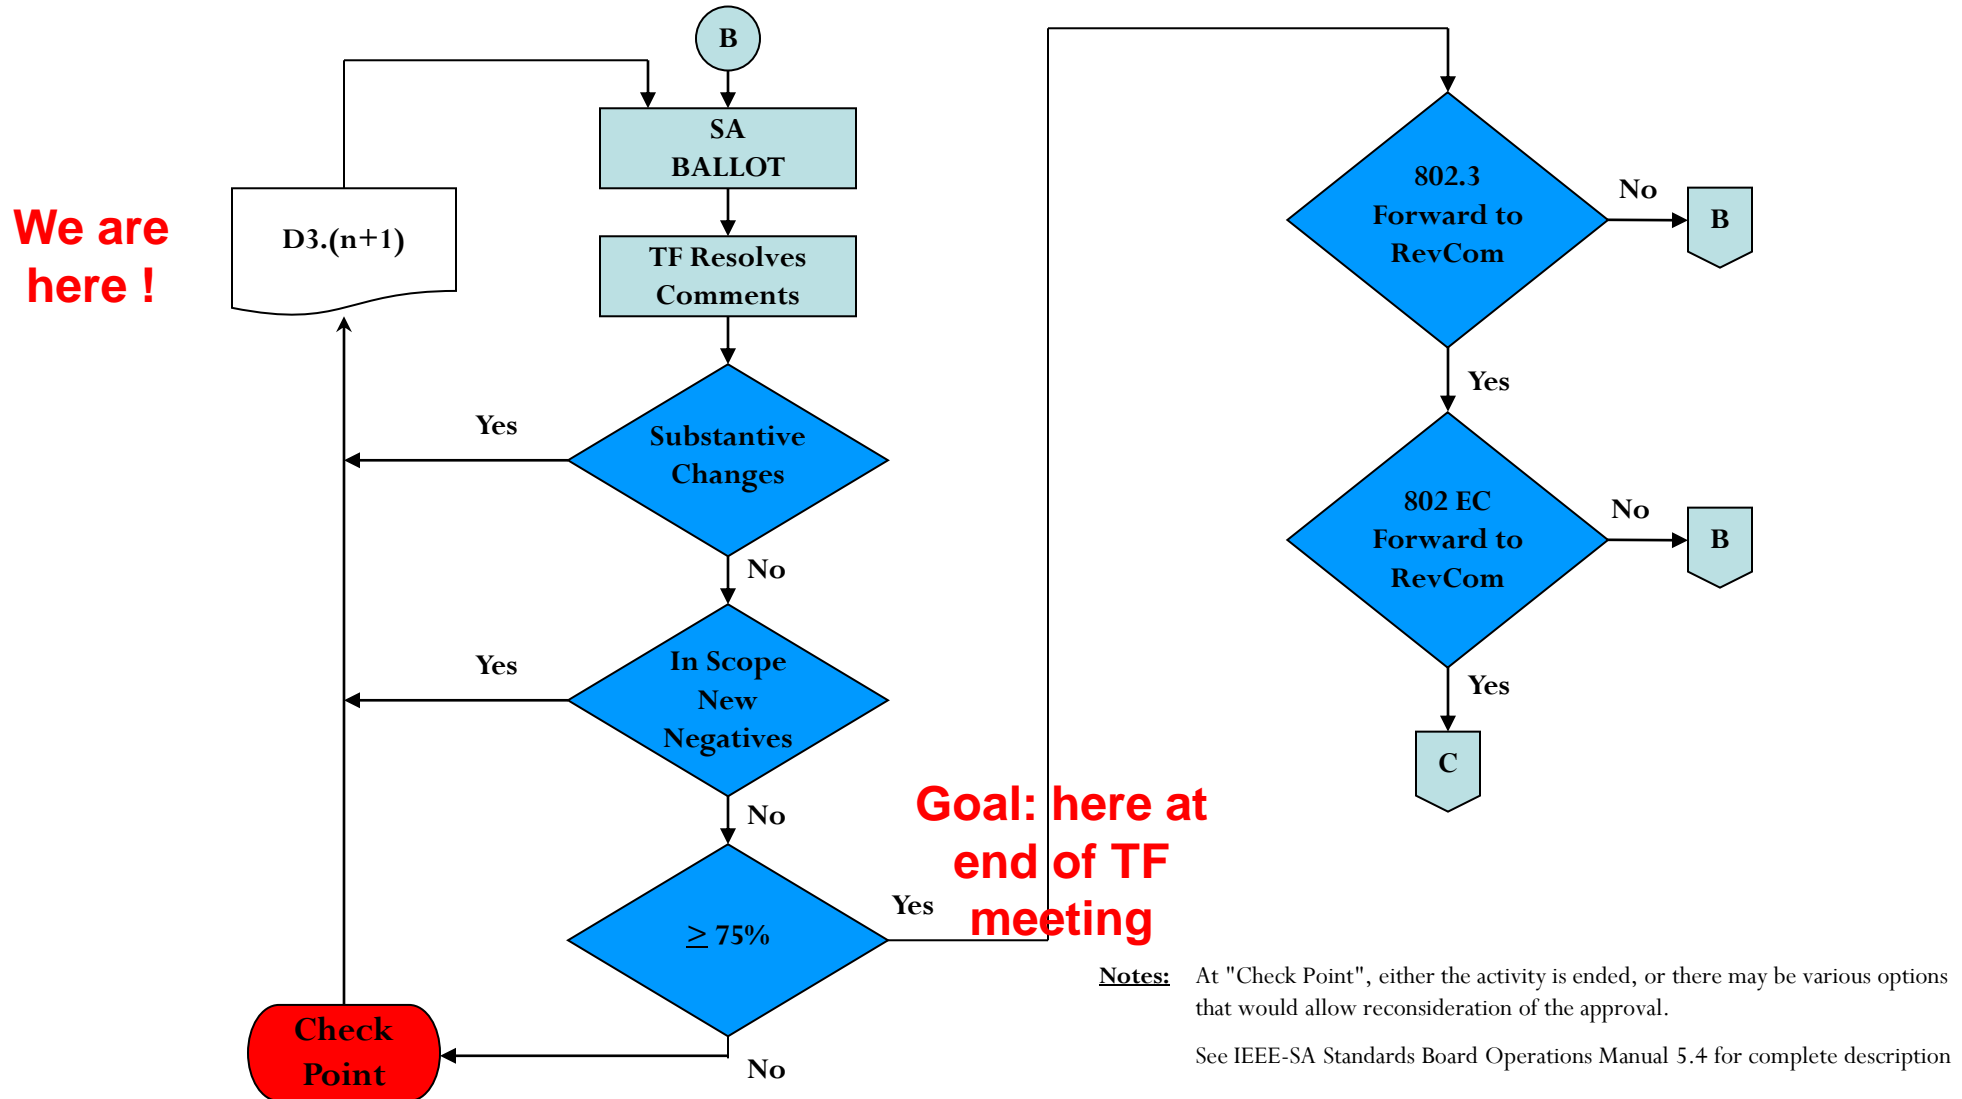 B
SA
BALLOT
We are
here !
D3.(n+1)
TF Resolves
Comments
Yes
Substantive
Changes
No
Yes
In Scope
New
Negatives
No
Goal: here at
end of TF
meeting
Yes
≥ 75%
Check
Point
No
802.3
Forward to
RevCom
No
B
Yes
802 EC
Forward to
RevCom
No
B
Yes
C
Notes: At "Check Point", either the activity is ended, or there may be various options
that would allow reconsideration of the approval.
See IEEE-SA Standards Board Operations Manual 5.4 for complete description